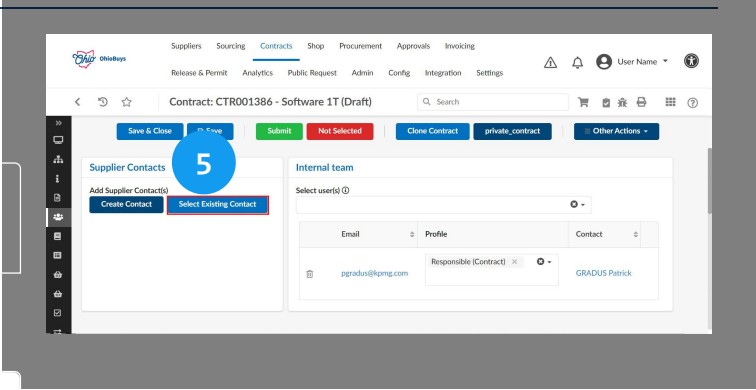 Suppliers Sourcing Contracts Shop Procurement Approvals Invoicing
Ohio OhioBuys
User Name
Release & Permit Analytics Public Request Admin Config Integration Settings
Contract: CTR001386 - Software 1T (Draft)
Search
Save & Close Save Submit Not Selected Clone Contract private_contract Other Actions
5
Supplier Contacts Internal team
Add Supplier Contact(s) Select user(s)
Create Contact Select Existing Contact
Email Profile Contact
Responsible (Contract) ×
pgradus@kpmg.com GRADUS Patrick